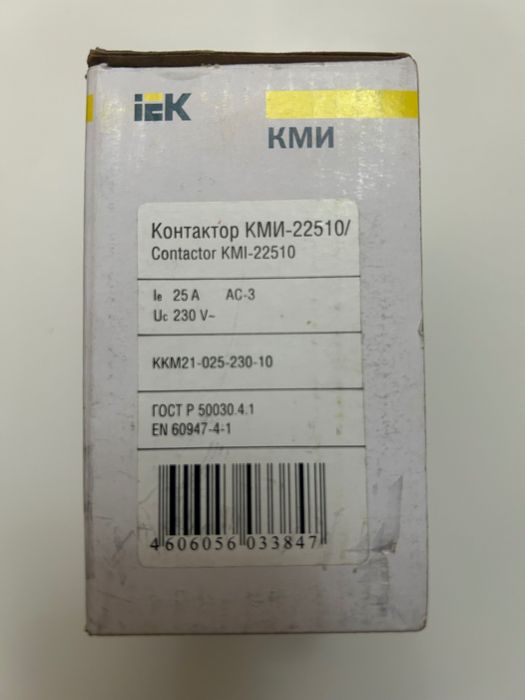 iEK
КМИ
Контактор КМИ-22510/
Contactor KMI-22510
Ie 25 A AC-3
Uc 230 V~
KKM21-025-230-10
ГОСТ Р 50030.4.1
EN 60947-4-1
4 606056 033847